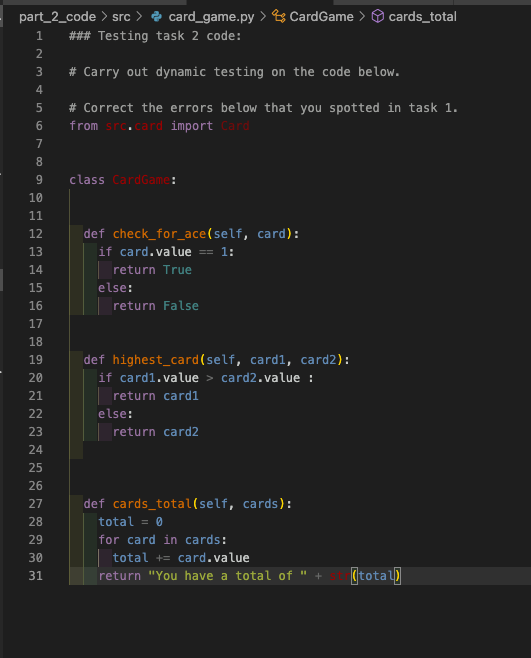 part_2_code > src > card_game.py > CardGame > cards_total
1 ### Testing task 2 code:
2
3 # Carry out dynamic testing on the code below.
4
5 # Correct the errors below that you spotted in task 1.
6 from src.card import Card
7
8
9 class CardGame:
10
11
12 def check_for_ace(self, card):
13 if card.value == 1:
14 return True
15 else:
16 return False
17
18
19 def highest_card(self, card1, card2):
20 if card1.value > card2.value :
21 return card1
22 else:
23 return card2
24
25
26
27 def cards_total(self, cards):
28 total = 0
29 for card in cards:
30 total += card.value
31 return "You have a total of " + str(total)